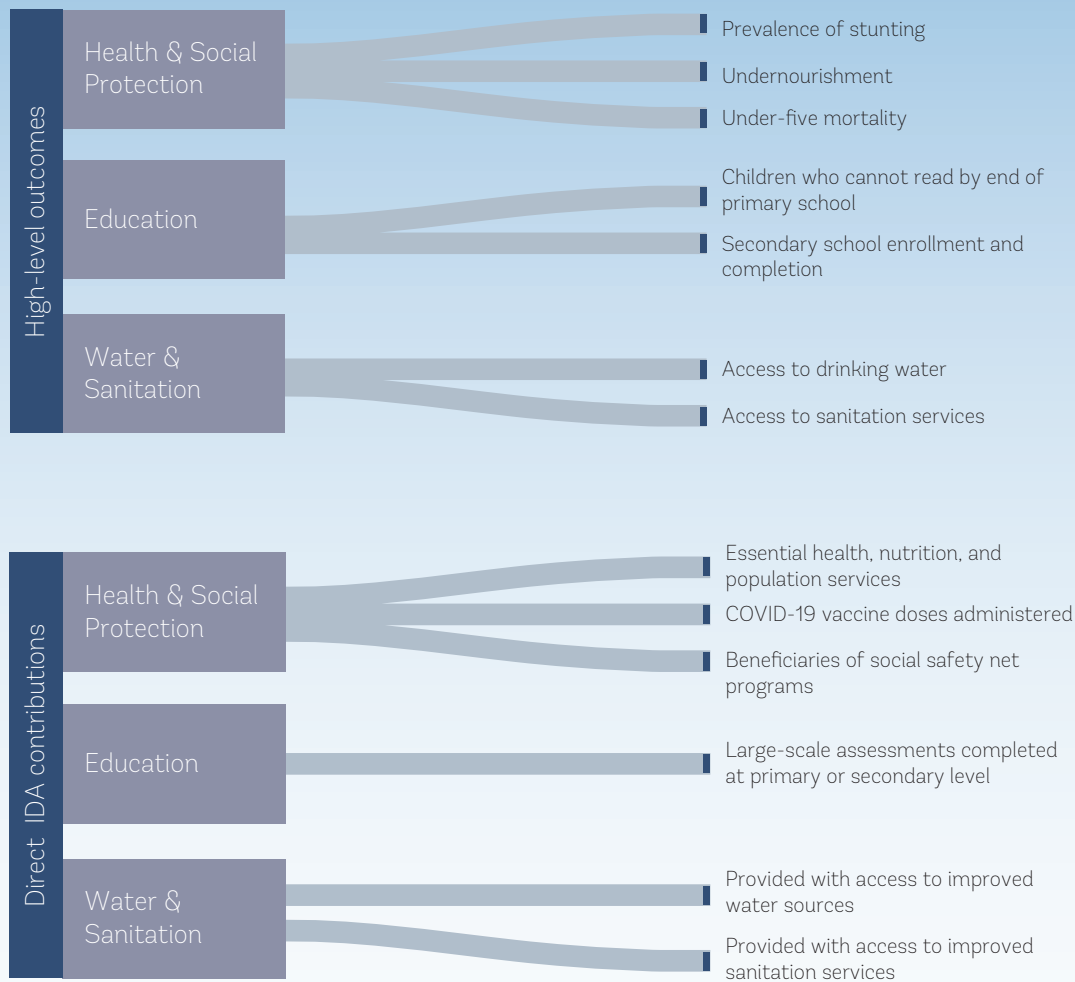 High-level outcomes
Health & Social
Protection
Prevalence of stunting
Undernourishment
Under-five mortality
Education
Children who cannot read by end of
primary school
Secondary school enrollment and
completion
Water &
Sanitation
Access to drinking water
Access to sanitation services
Direct IDA contributions
Health & Social
Protection
Essential health, nutrition, and
population services
COVID-19 vaccine doses administered
Beneficiaries of social safety net
programs
Education
Large-scale assessments completed
at primary or secondary level
Water &
Sanitation
Provided with access to improved
water sources
Provided with access to improved
sanitation services